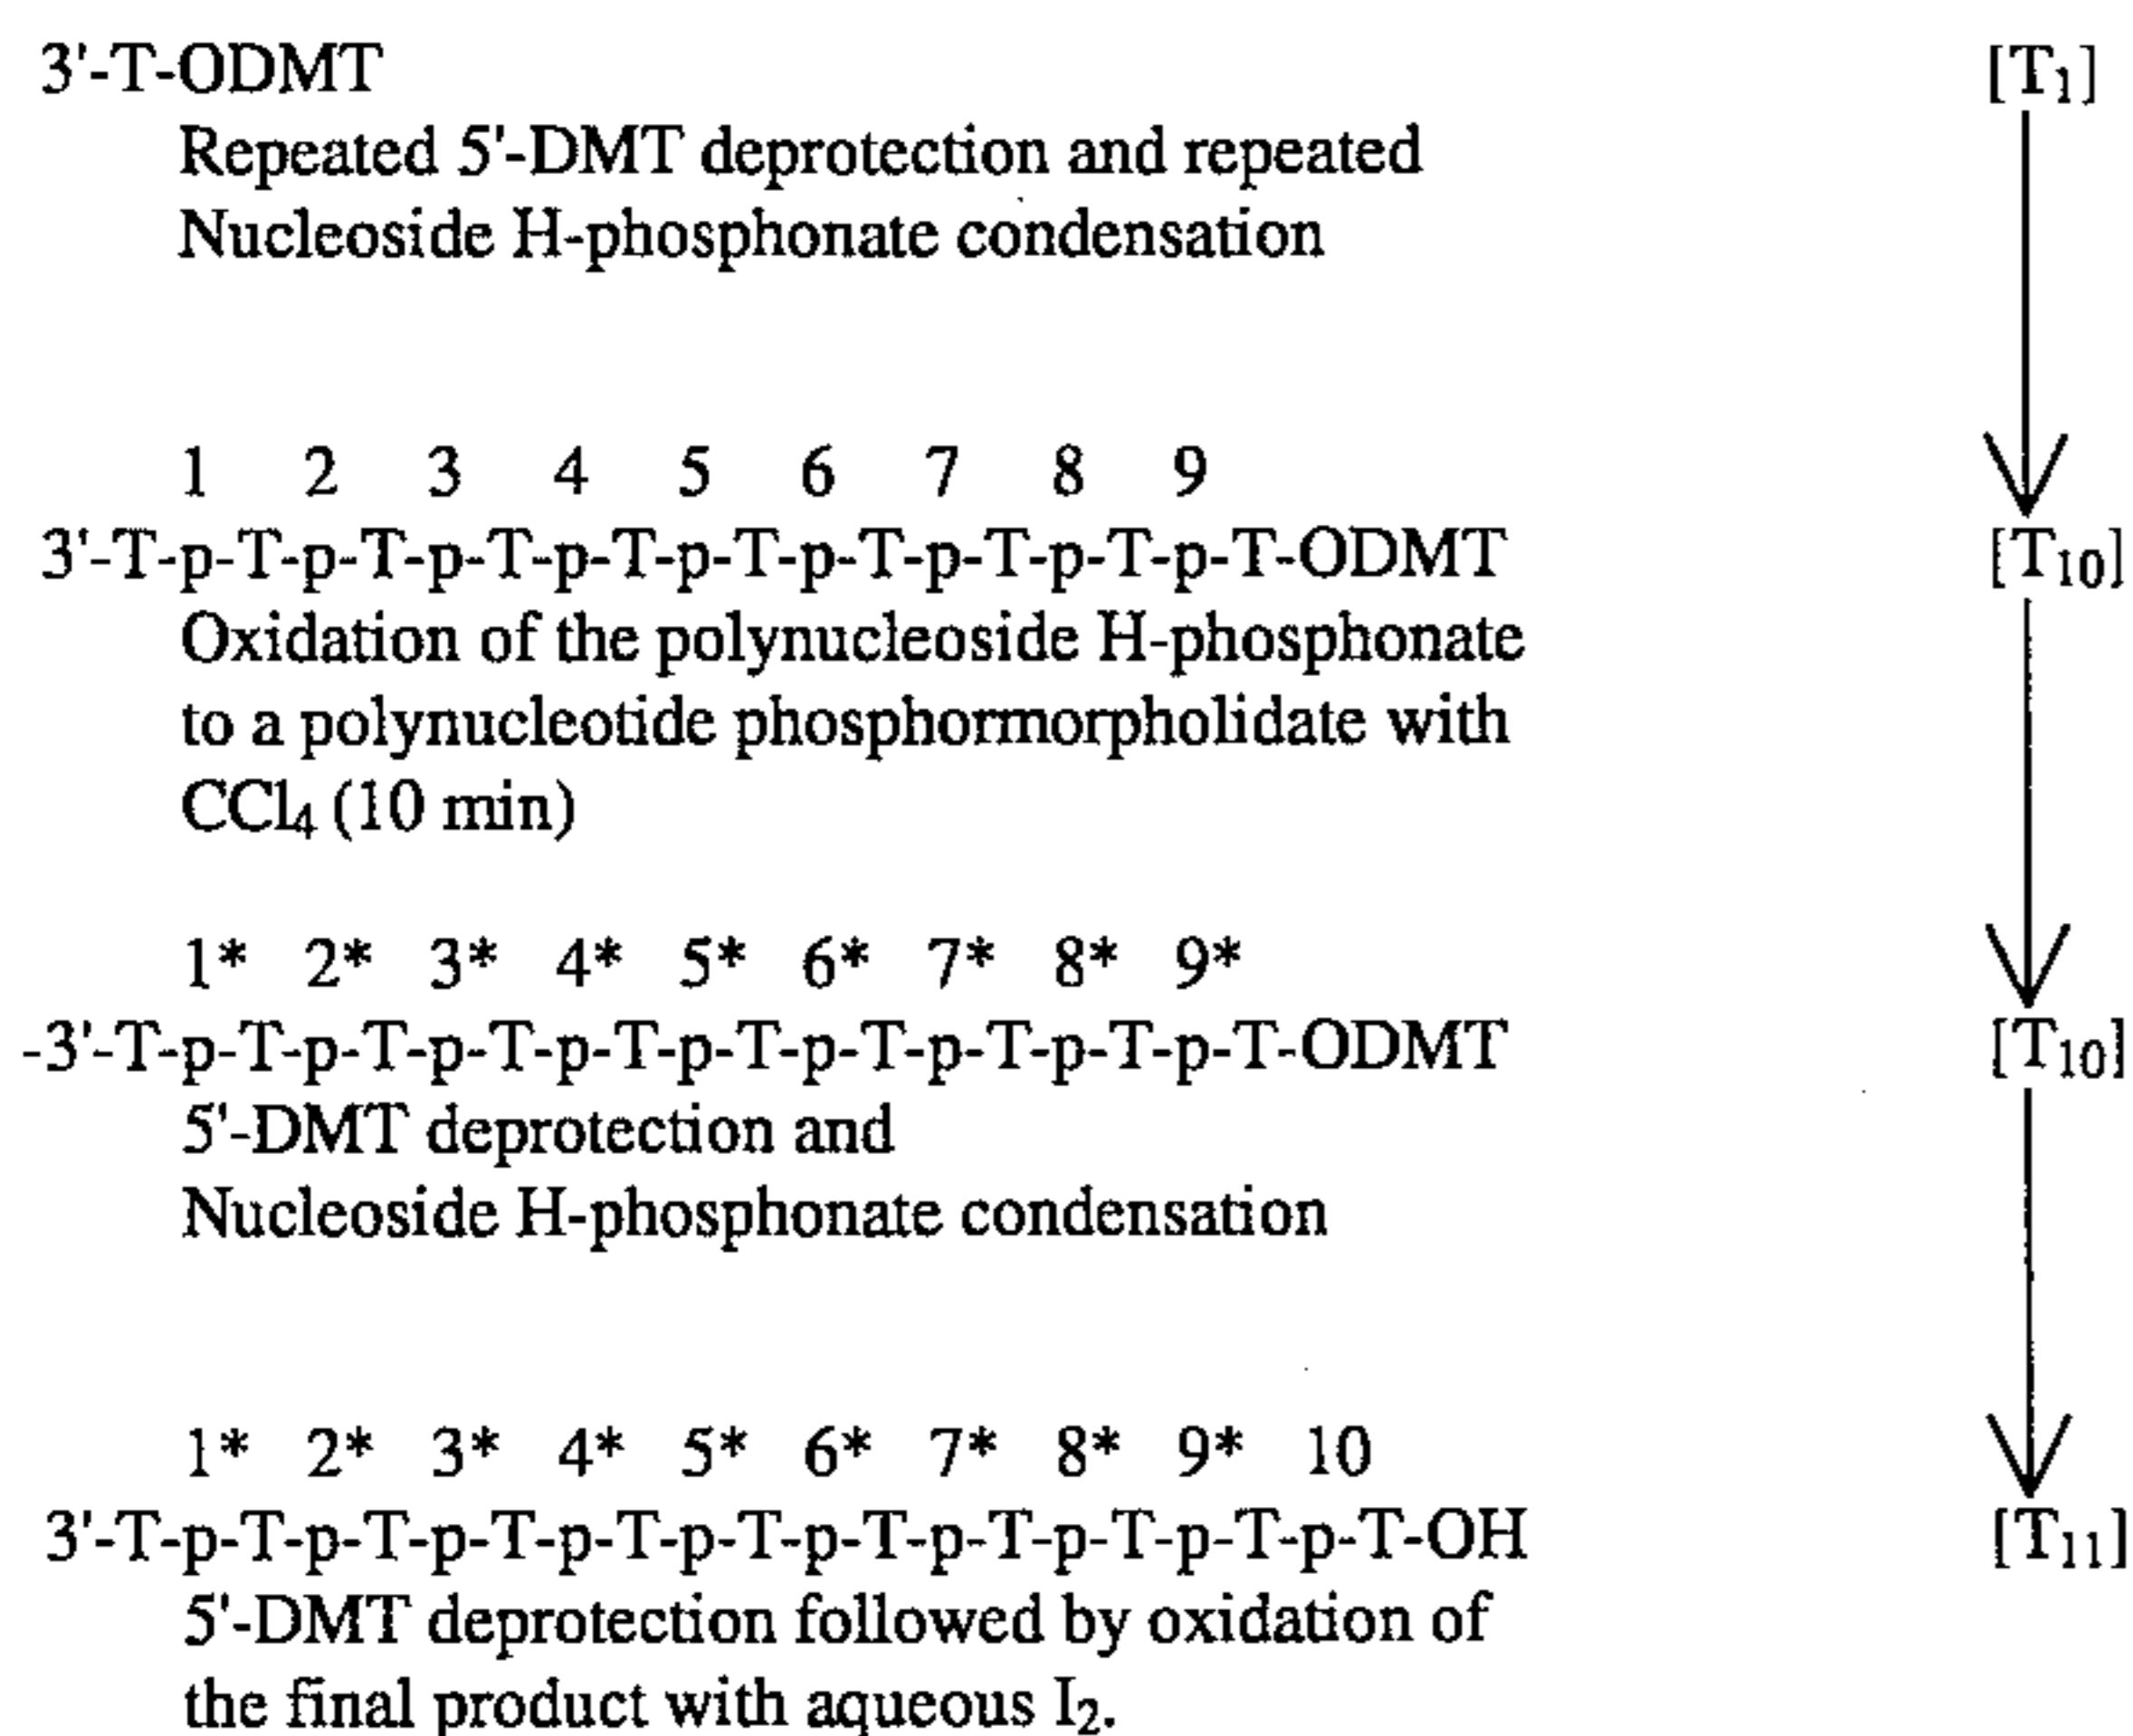 3'-T-ODMT [T1]
Repeated 5'-DMT deprotection and repeated
Nucleoside H-phosphonate condensation
1 2 3 4 5 6 7 8 9
3'-T-p-T-p-T-p-T-p-T-p-T-p-T-p-T-p-T-p-T-ODMT [T10]
Oxidation of the polynucleoside H-phosphonate
to a polynucleotide phosphormorpholidate with
CCl4 (10 min)
1* 2* 3* 4* 5* 6* 7* 8* 9*
-3'-T-p-T-p-T-p-T-p-T-p-T-p-T-p-T-p-T-p-T-ODMT [T10]
5'-DMT deprotection and
Nucleoside H-phosphonate condensation
1* 2* 3* 4* 5* 6* 7* 8* 9* 10
3'-T-p-T-p-T-p-T-p-T-p-T-p-T-p-T-p-T-p-T-p-T-OH [T11]
5'-DMT deprotection followed by oxidation of
the final product with aqueous I2.